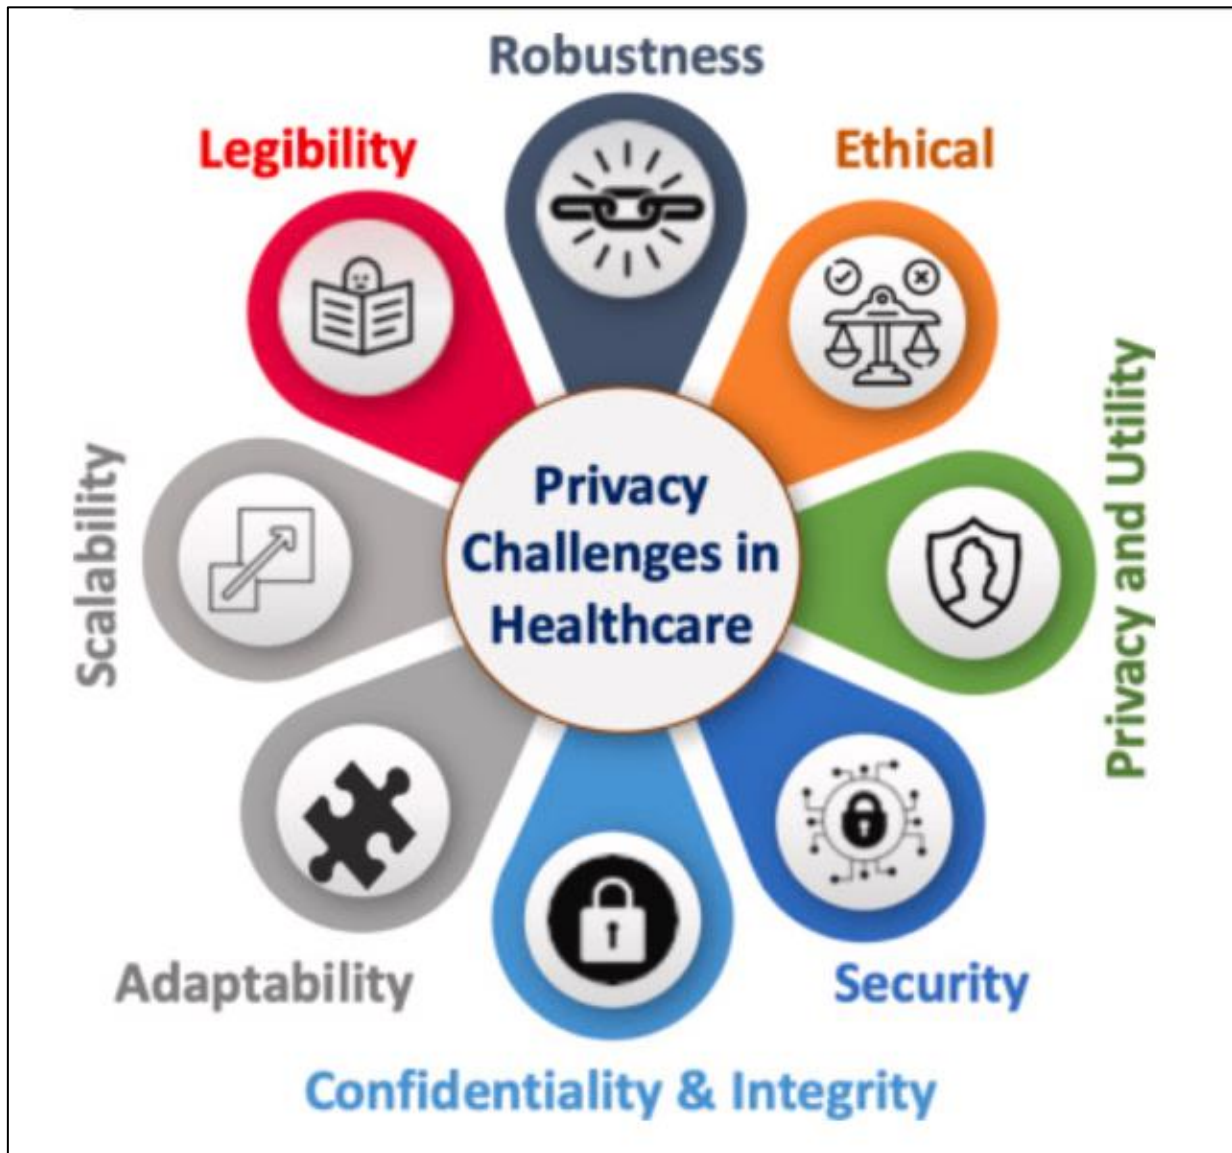 Robustness
Legibility
Ethical
Privacy and Utility
Scalability
Privacy
Challenges in
Healthcare
Adaptability
Security
Confidentiality & Integrity